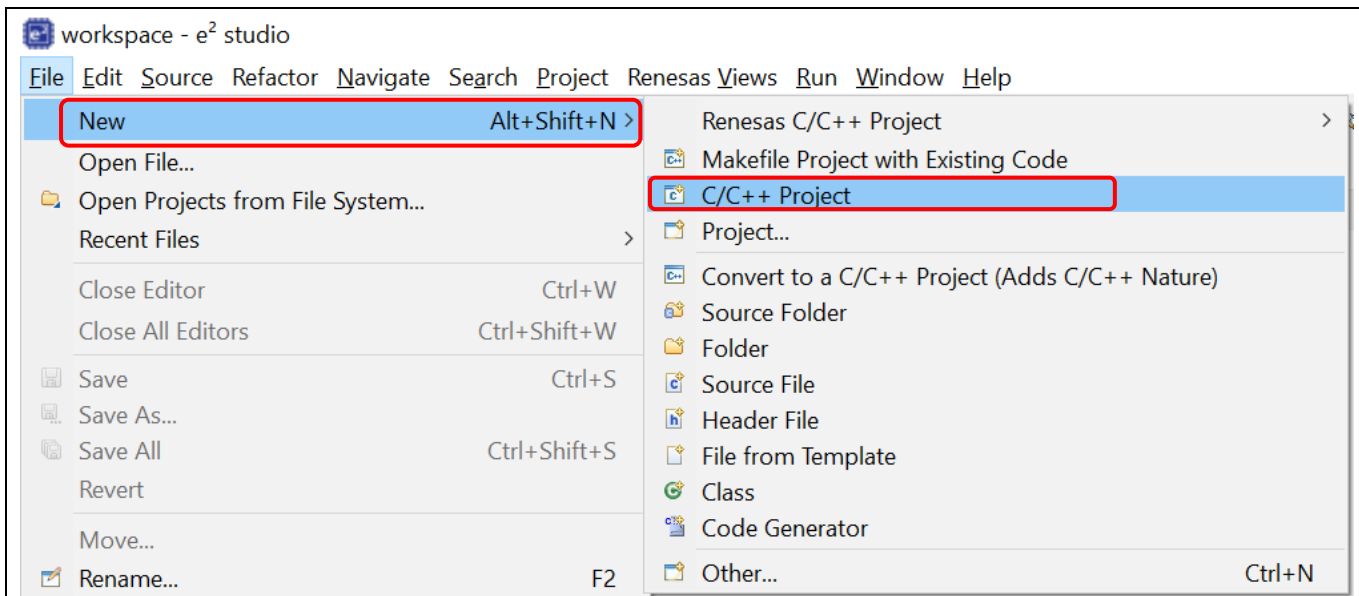 workspace - e² studio
File Edit Source Refactor Navigate Search Project Renesas Views Run Window Help
New Alt+Shift+N >
Open File...
Open Projects from File System...
Recent Files >
Close Editor Ctrl+W
Close All Editors Ctrl+Shift+W
Save Ctrl+S
Save As...
Save All Ctrl+Shift+S
Revert
Move...
Rename... F2
Renesas C/C++ Project >
Makefile Project with Existing Code
C/C++ Project
Project...
Convert to a C/C++ Project (Adds C/C++ Nature)
Source Folder
Folder
Source File
Header File
File from Template
Class
Code Generator
Other... Ctrl+N